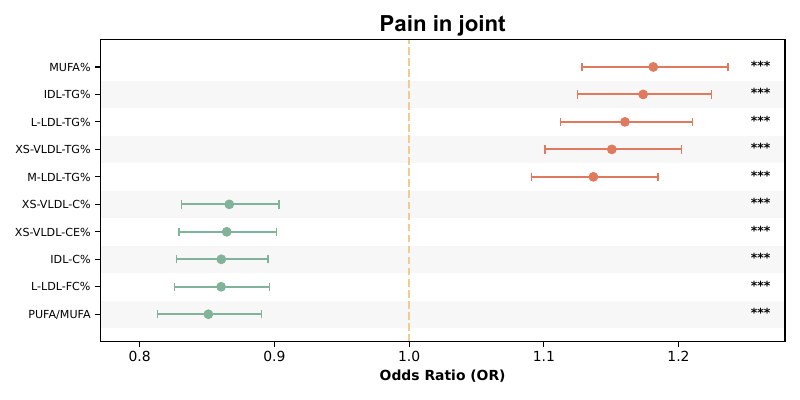 Pain in joint
MUFA% ***
IDL-TG% ***
L-LDL-TG% ***
XS-VLDL-TG% ***
M-LDL-TG% ***
XS-VLDL-C% ***
XS-VLDL-CE% ***
IDL-C% ***
L-LDL-FC% ***
PUFA/MUFA ***
0.8 0.9 1.0 1.1 1.2
Odds Ratio (OR)